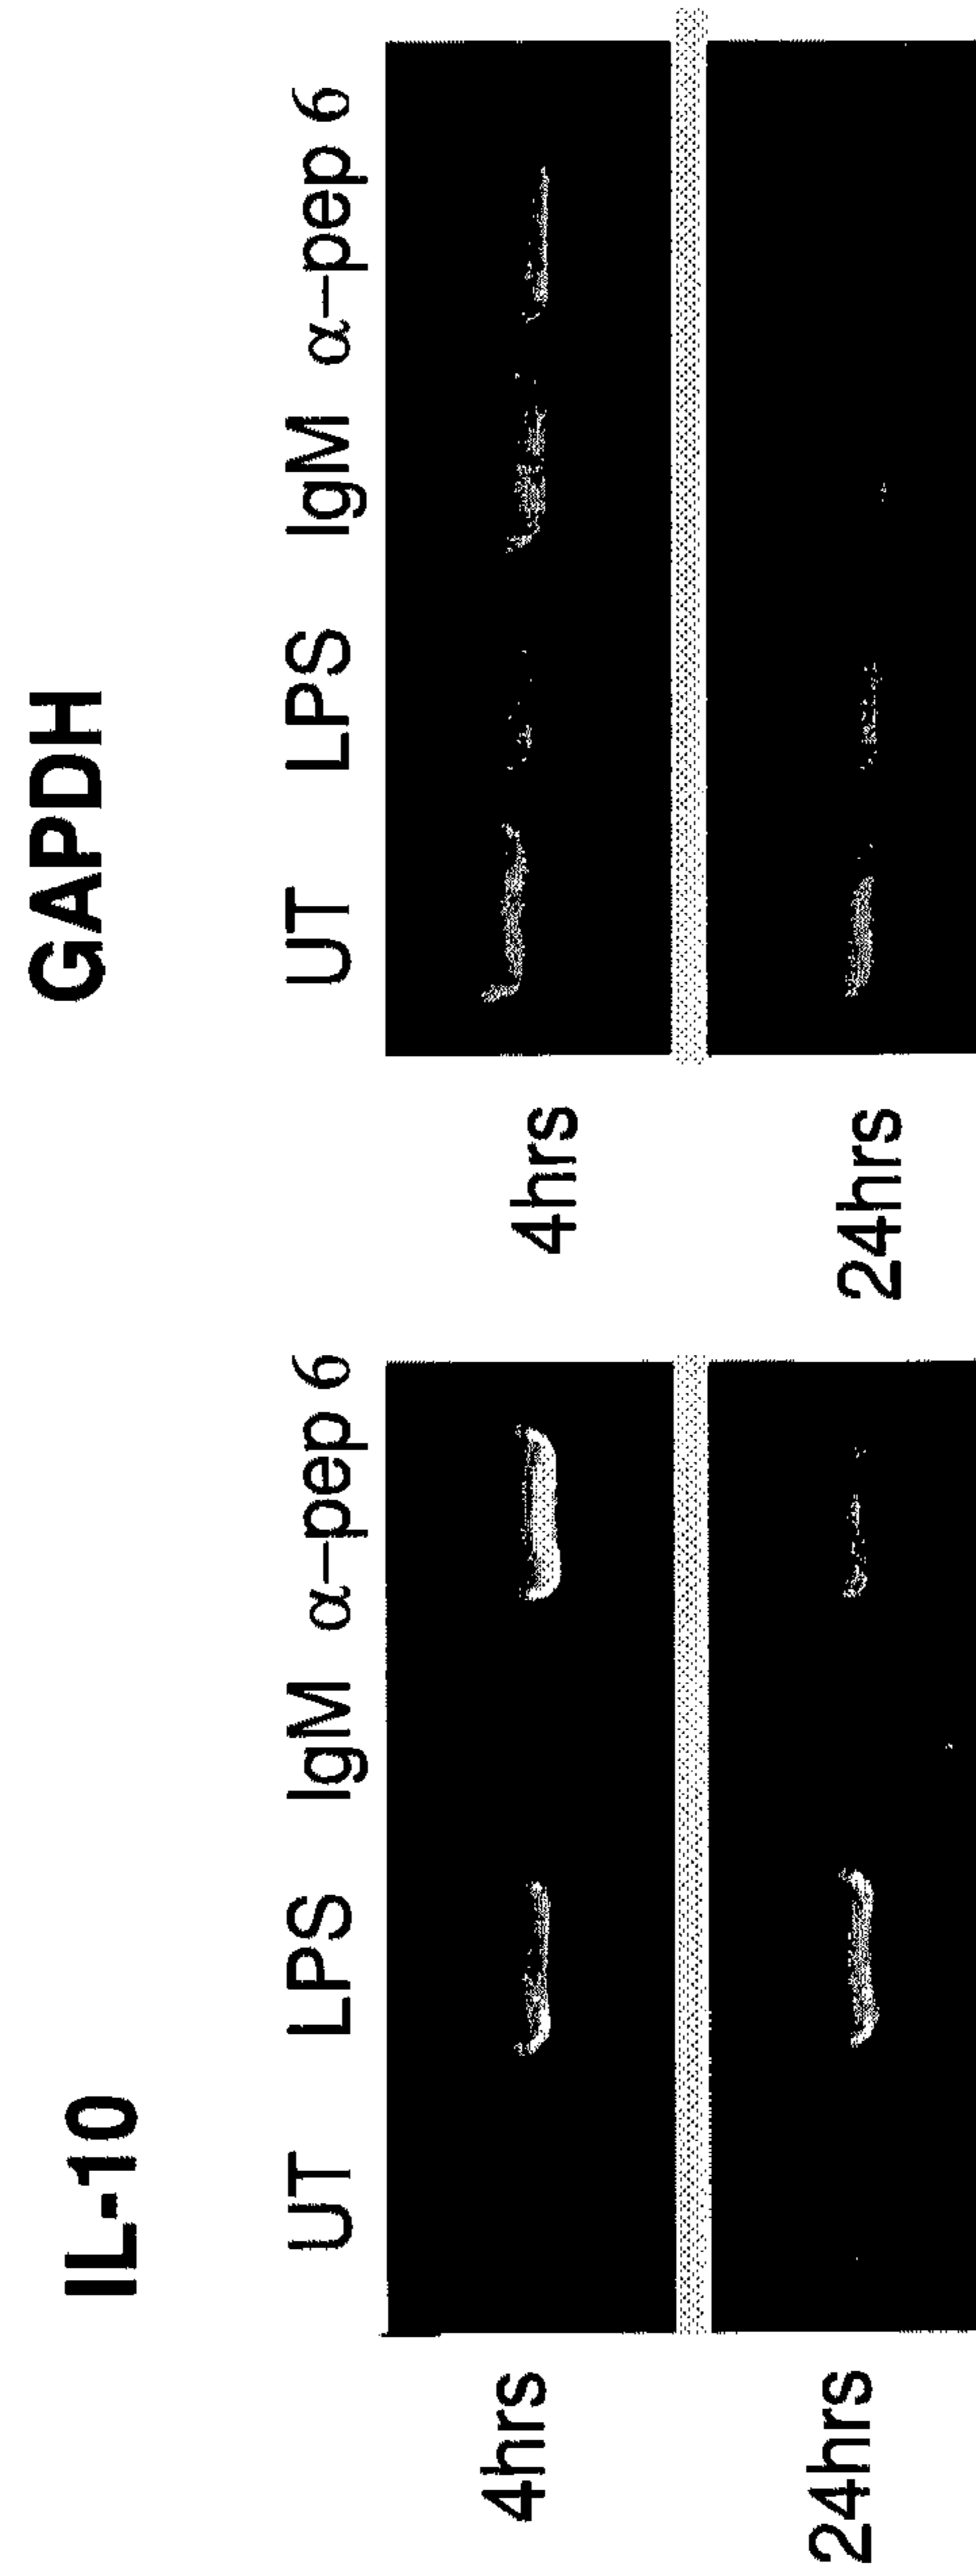 IL-10
UT LPS IgM α–pep 6
4hrs
24hrs
GAPDH
UT LPS IgM α–pep 6
4hrs
24hrs